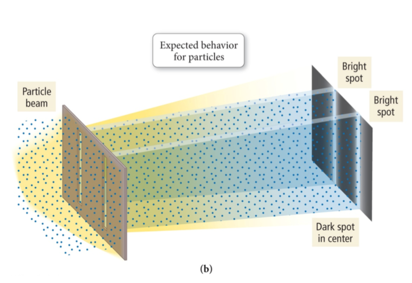 Expected behavior
for particles
Bright
spot
Particle
beam
Bright
spot
Dark spot
in center
(b)